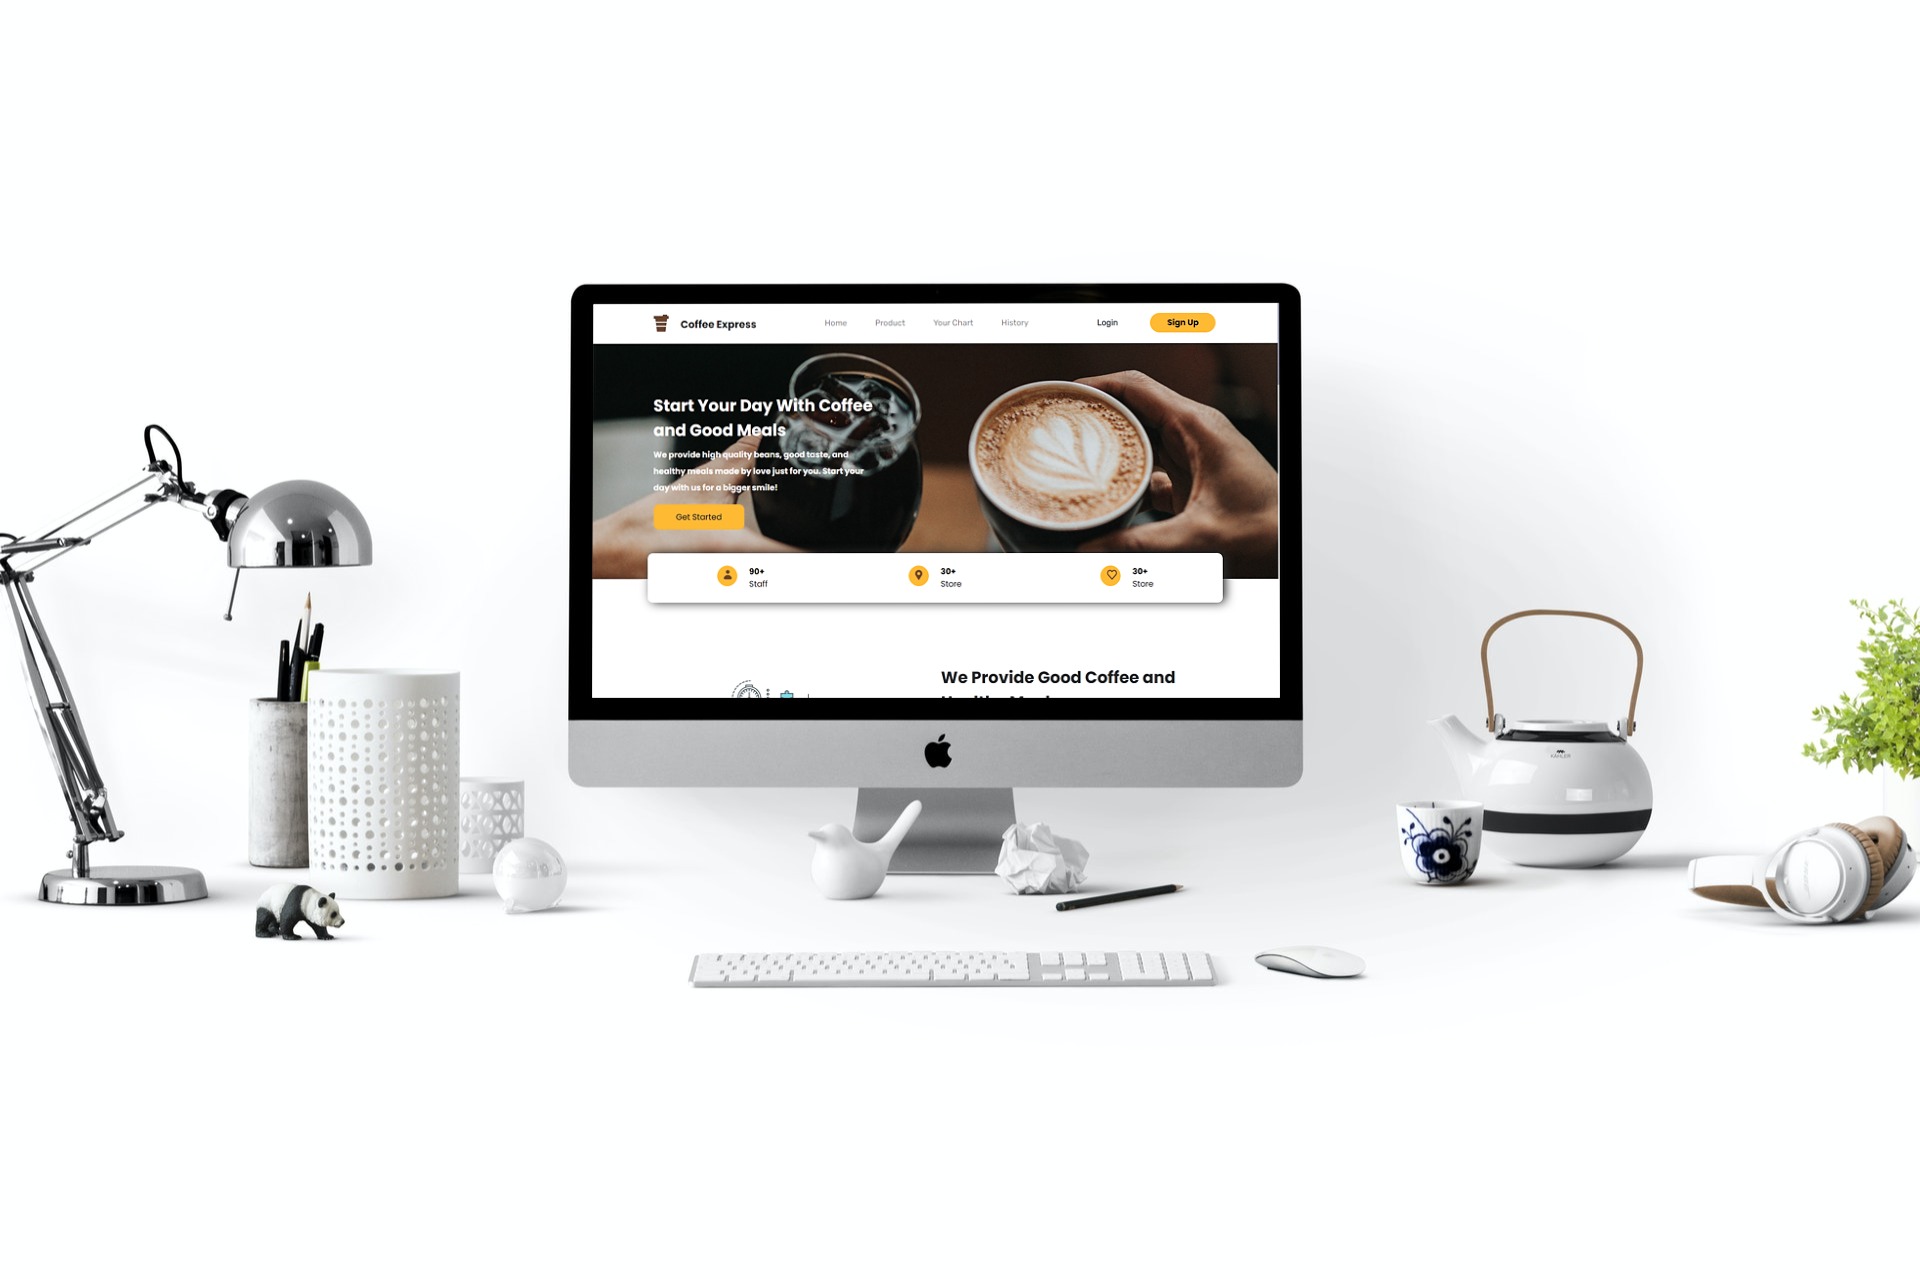 Coffee Express
Home
Product
Your Chart
History
Login
Sign Up
Start Your Day With Coffee
and Good Meals
We provide high quality beans, good taste, and
healthy meals made by love just for you. Start your
day with us for a bigger smile!
Get Started
90+
Staff
30+
Store
30+
Store
We Provide Good Coffee and
KÄHLER